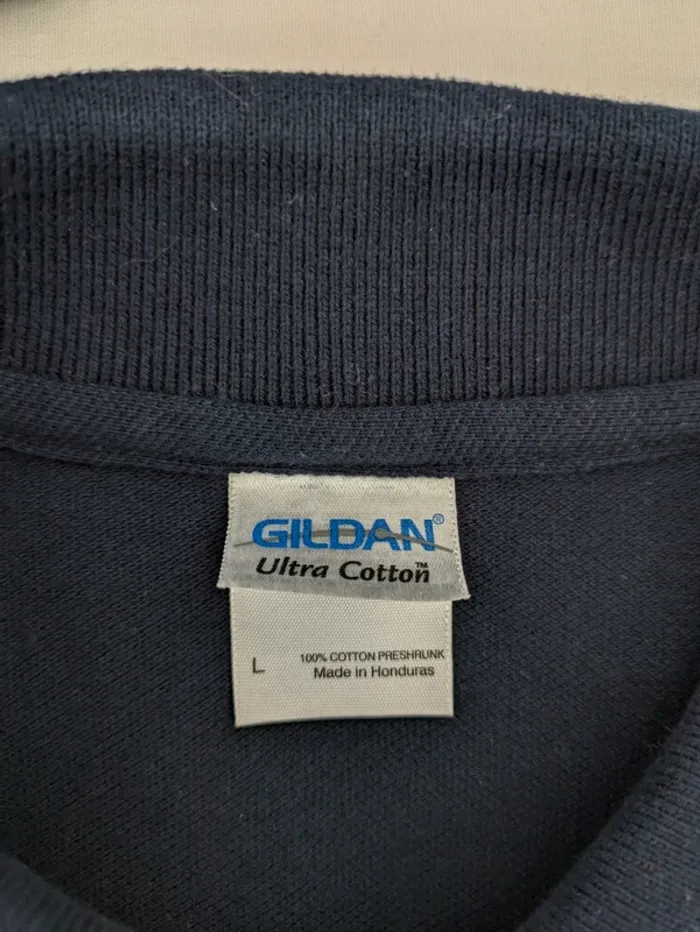 GILDAN®
Ultra Cotton™
L
100% COTTON PRESHRUNK
Made in Honduras